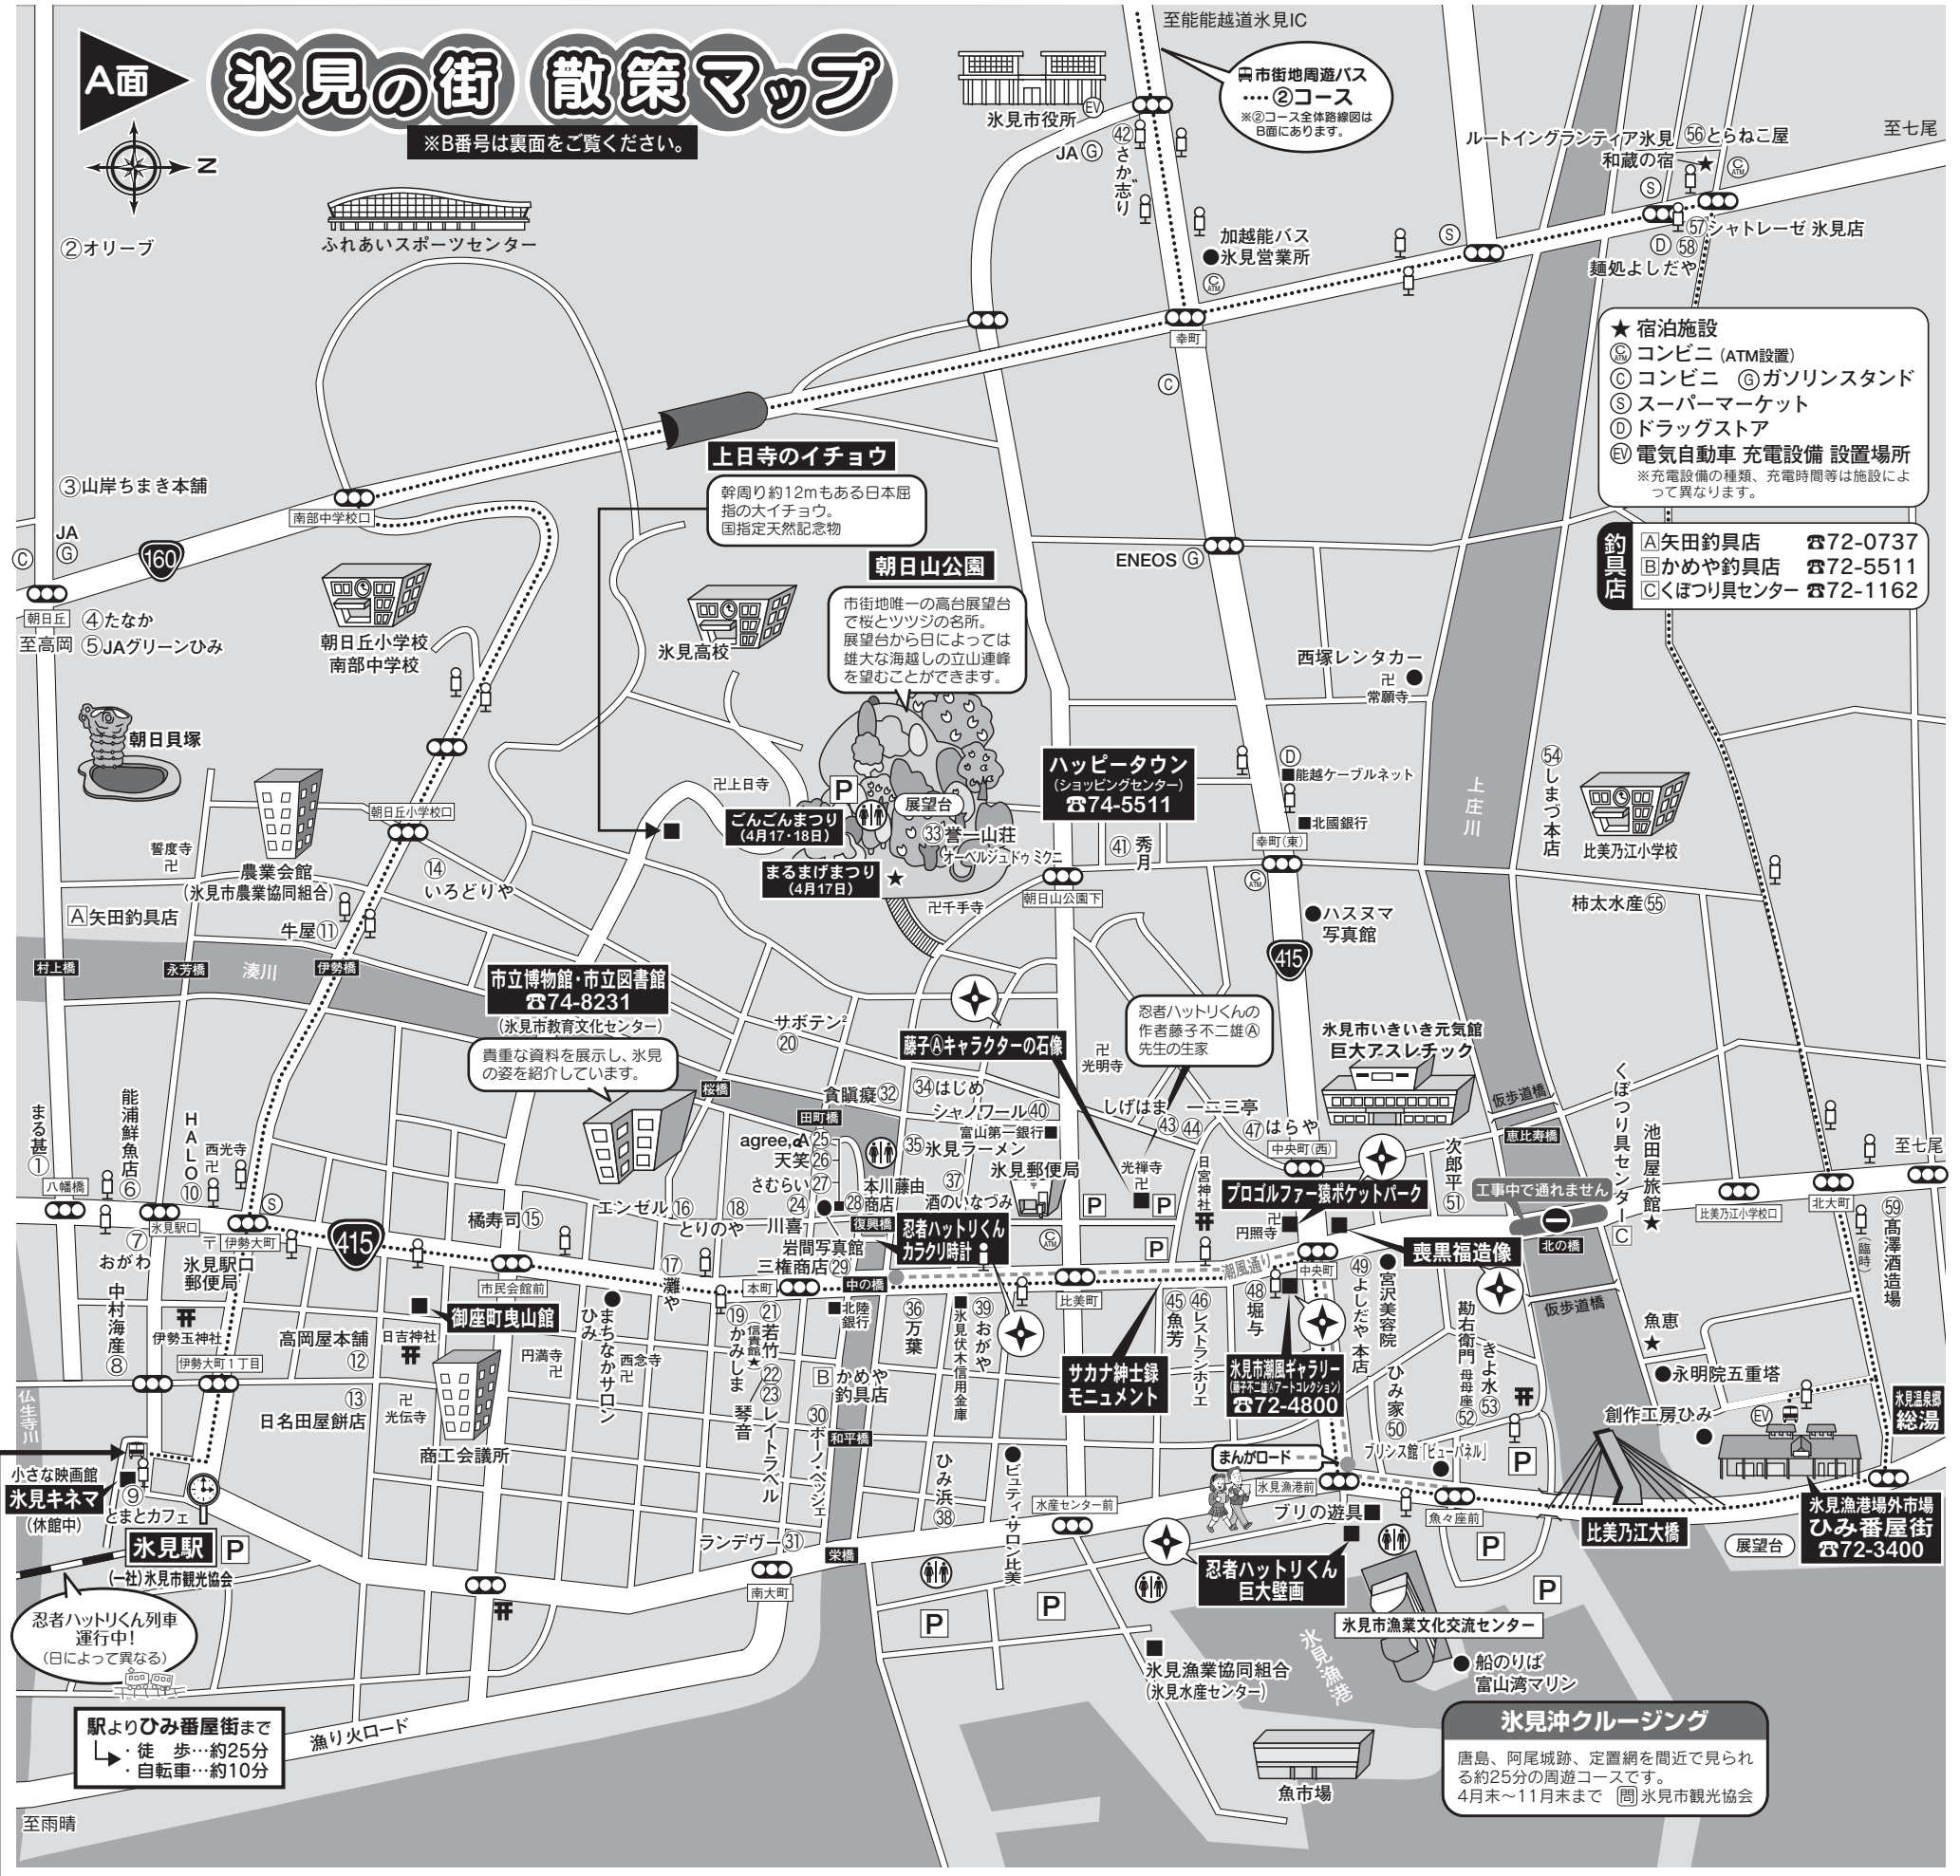 A面
氷見の街 散策マップ
※B番号は裏面をご覧ください。
N
至能能越道氷見IC
市街地周遊バス
②コース
※②コース全体路線図は
B面にあります。
氷見市役所
EV
JA G
㊷さか志り
ルートイングランティア氷見
和蔵の宿
㊶とらねこ屋
至七尾
C ATM
S
D
57シャトレーゼ 氷見店
58
麺処よしだや
②オリーブ
ふれあいスポーツセンター
加越能バス
氷見営業所
C ATM
S
幸町
C
★ 宿泊施設
C ATM コンビニ (ATM設置)
C コンビニ G ガソリンスタンド
S スーパーマーケット
D ドラッグストア
EV 電気自動車 充電設備 設置場所
※充電設備の種類、充電時間等は施設によ
って異なります。
釣具店
A 矢田釣具店 ☎72-0737
B かめや釣具店 ☎72-5511
C くぼつり具センター ☎72-1162
③山岸ちまき本舗
南部中学校口
JA
G
C
160
朝日丘
至高岡
④たなか
⑤JAグリーンひみ
朝日丘小学校
南部中学校
上日寺のイチョウ
幹周り約12mもある日本屈
指の大イチョウ。
国指定天然記念物
朝日山公園
市街地唯一の高台展望台
で桜とツツジの名所。
展望台から日によっては
雄大な海越しの立山連峰
を望むことができます。
氷見高校
ENEOS G
西塚レンタカー
卍
常願寺
朝日貝塚
卍上日寺
P
展望台
ごんごんまつり
(4月17・18日)
まるまげまつり
(4月17日)
㉝誉一山荘
オーベルジュドゥ ミクニ
★
卍千手寺
朝日山公園下
ハッピータウン
(ショッピングセンター)
☎74-5511
㊶秀月
D
能越ケーブルネット
北國銀行
幸町(東)
C ATM
ハスヌマ
写真館
415
上庄川
54しまづ本店
比美乃江小学校
柿太水産55
朝日丘小学校口
誓度寺
卍
農業会館
(氷見市農業協同組合)
⑭
いろどりや
A 矢田釣具店
牛屋⑪
村上橋
永芳橋
湊川
伊勢橋
市立博物館・市立図書館
☎74-8231
(氷見市教育文化センター)
貴重な資料を展示し、氷見
の姿を紹介しています。
サボテン²
⑳
藤子Ⓐキャラクターの石像
忍者ハットリくんの
作者藤子不二雄Ⓐ
先生の生家
卍
光明寺
氷見市いきいき元気館
巨大アスレチック
仮歩道橋
恵比寿橋
くぼつり具センター
C
池田屋旅館★
至七尾
まる甚①
能浦鮮魚店⑥
HALO⑩
西光寺
卍
桜橋
田町橋
貪瞋癡㉜
㉞はじめ
シャノワール㊵
富山第一銀行
㉟氷見ラーメン
氷見郵便局
agree,A㉕
天笑㉖
さむらい㉗
㉔
川喜
㉘
本川藤由
商店
復興橋
㊲
酒のいなづみ
しげはま
㊸
一二三亭
㊹
光禅寺
卍
日宮神社
㊼はらや
中央町(西)
次郎平
51
工事中で通れません
北の橋
比美乃江小学校口
北大町
(臨時)
59髙澤酒造場
八幡橋
氷見駅口
S
伊勢大町
⑦
おがわ
〒
氷見駅口
郵便局
415
橘寿司⑮
エンゼル⑯
⑱
とりのや
岩間写真館
三権商店㉙
忍者ハットリくん
カラクリ時計
C ATM
P
P
P
プロゴルファー猿ポケットパーク
卍
円照寺
喪黒福造像
潮風通り
中央町
中村海産⑧
伊勢玉神社
伊勢大町1丁目
市民会館前
御座町曳山館
高岡屋本舗
⑫
日吉神社
⑬
日名田屋餅店
卍
光伝寺
商工会議所
円満寺
卍
ひみ
まちなかサロン
西念寺
卍
⑰灘や
本町
中の橋
⑲かみしま
信貴館★
㉑若竹
㉒
㉓レイトラベル
琴音
北陸
銀行
B かめや
釣具店
㉚ボーノ・ペッシェ
和平橋
㊱万葉
氷見伏木信用金庫
㊴おがや
比美町
サカナ紳士録
モニュメント
㊺魚芳
㊻レストランホリエ
㊽堀与
氷見市潮風ギャラリー
(藤子不二雄Ⓐアートコレクション)
☎72-4800
㊾よしだや 本店
宮沢美容院
勘右衛門
母母座
52
きよ水
53
ひみ家
㊿
仮歩道橋
魚恵
★
永明院五重塔
創作工房ひみ
EV
氷見温泉郷
総湯
仏生寺川
小さな映画館
氷見キネマ
(休館中)
⑨
とまとカフェ
氷見駅
P
(一社)氷見市観光協会
忍者ハットリくん列車
運行中!
(日によって異なる)
ランデヴー㉛
南大町
栄橋
ひみ浜㊳
ビュティ・サロン比美
水産センター前
まんがロード
氷見漁港前
プリンス館「ビューパネル」
P
ブリの遊具
魚々座前
P
比美乃江大橋
展望台
氷見漁港場外市場
ひみ番屋街
☎72-3400
忍者ハットリくん
巨大壁画
P
P
P
氷見市漁業文化交流センター
氷見漁港
船のりば
富山湾マリン
氷見漁業協同組合
(氷見水産センター)
魚市場
駅よりひみ番屋街まで
・徒 歩…約25分
・自転車…約10分
漁り火ロード
至雨晴
氷見沖クルージング
唐島、阿尾城跡、定置網を間近で見られ
る約25分の周遊コースです。
4月末~11月末まで 問 氷見市観光協会